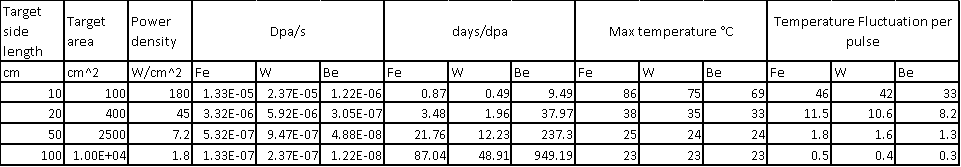 Target side length Target area Power density Dpa/s days/dpa Max temperature °C Temperature Fluctuation per pulse
cm cm^2 W/cm^2 Fe W Be Fe W Be Fe W Be Fe W Be
10 100 180 1.33E-05 2.37E-05 1.22E-06 0.87 0.49 9.49 86 75 69 46 42 33
20 400 45 3.32E-06 5.92E-06 3.05E-07 3.48 1.96 37.97 38 35 33 11.5 10.6 8.2
50 2500 7.2 5.32E-07 9.47E-07 4.88E-08 21.76 12.23 237.3 25 24 24 1.8 1.6 1.3
100 1.00E+04 1.8 1.33E-07 2.37E-07 1.22E-08 87.04 48.91 949.19 23 23 23 0.5 0.4 0.3